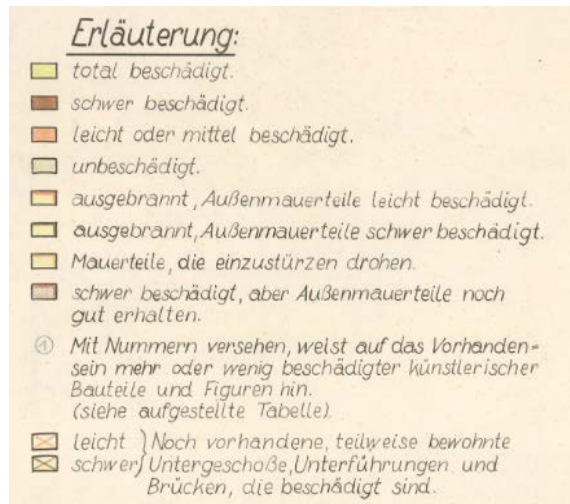 Erläuterung:
total beschädigt.
schwer beschädigt.
leicht oder mittel beschädigt.
unbeschädigt.
ausgebrannt, Außenmauerteile leicht beschädigt.
ausgebrannt, Außenmauerteile schwer beschädigt.
Mauerteile, die einzustürzen drohen.
schwer beschädigt, aber Außenmauerteile noch
gut erhalten.
① Mit Nummern versehen, weist auf das Vorhanden-
sein mehr oder wenig beschädigter künstlerischer
Bauteile und Figuren hin.
(siehe aufgestellte Tabelle).
leicht } Noch vorhandene, teilweise bewohnte
schwer } Untergeschoße, Unterführungen und
Brücken, die beschädigt sind.